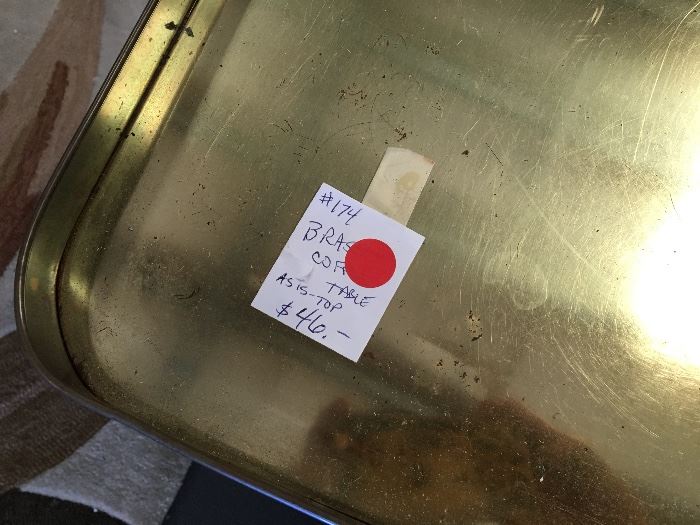 #174
BRAS
COF
TABLE
AS IS-TOP
$46.-